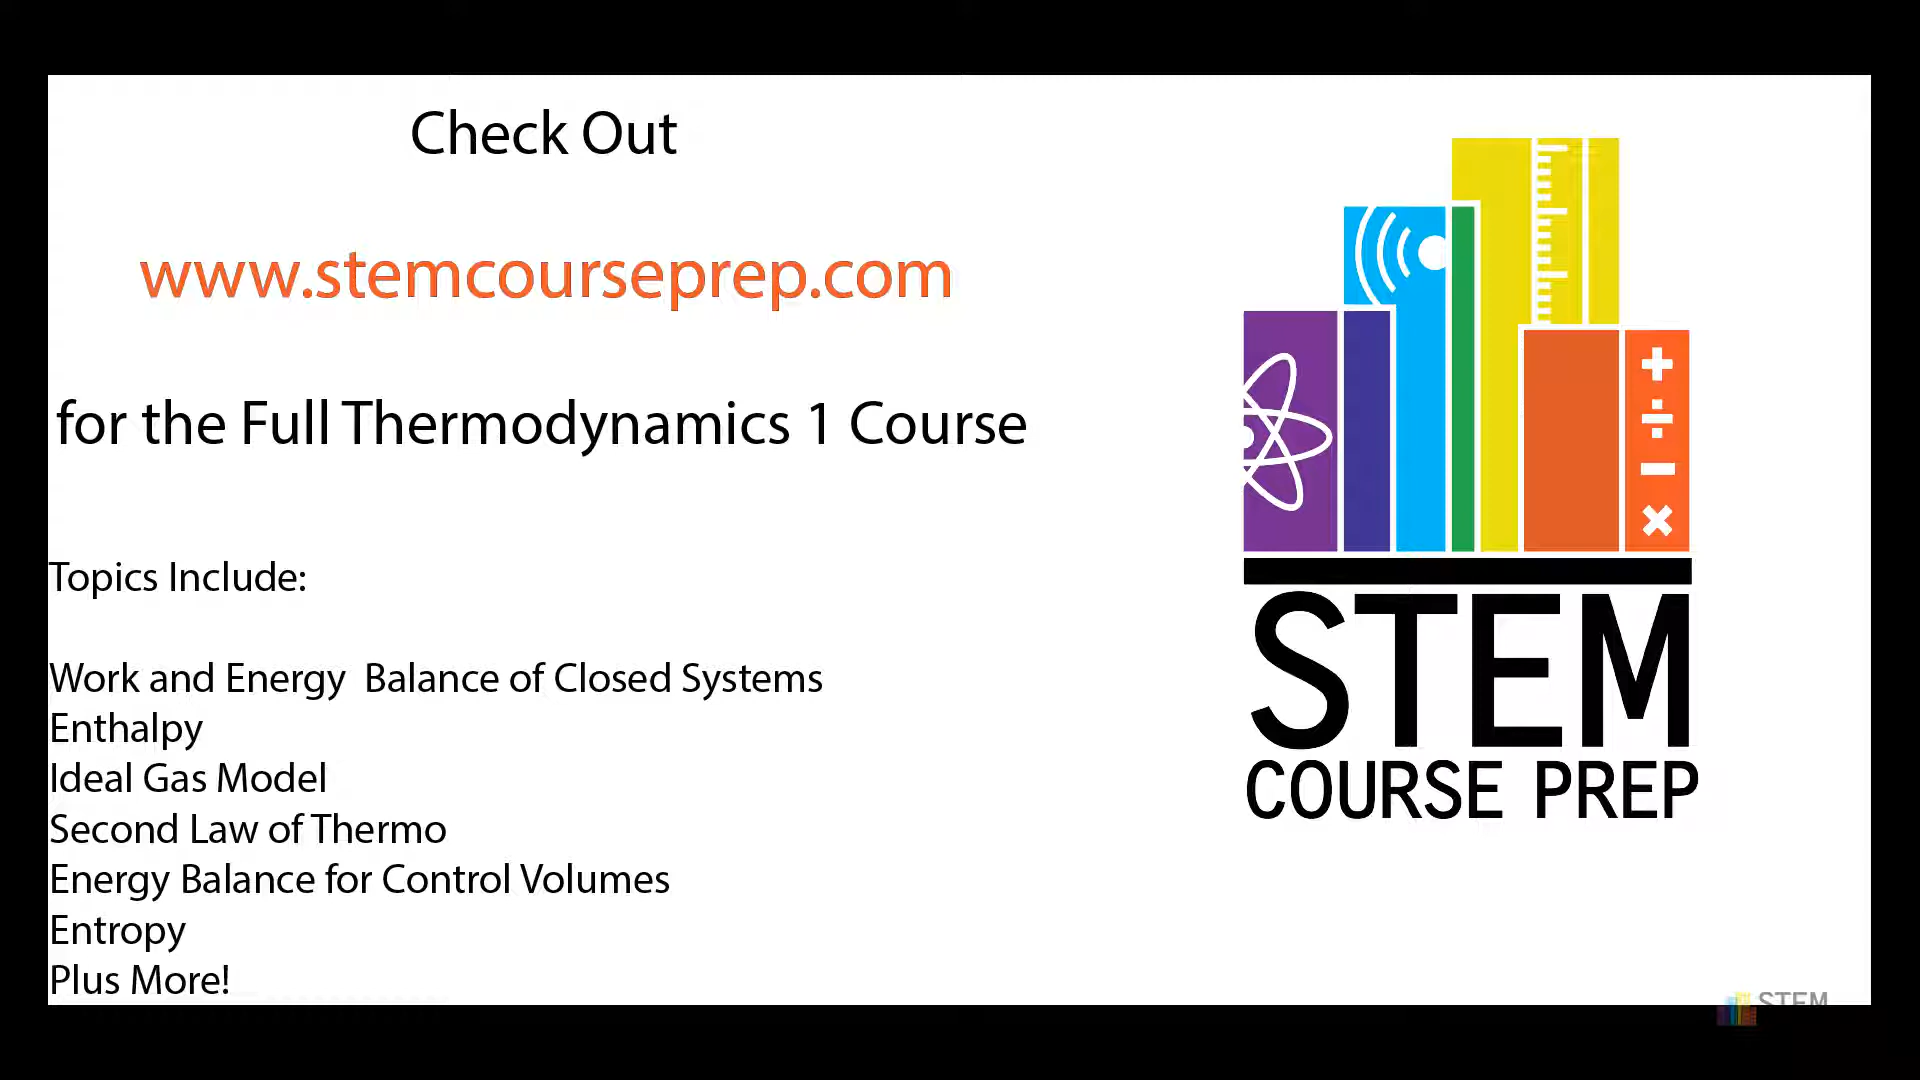 Check Out
www.stemcourseprep.com
for the Full Thermodynamics 1 Course
Topics Include:
Work and Energy  Balance of Closed Systems
Enthalpy
Ideal Gas Model
Second Law of Thermo
Energy Balance for Control Volumes
Entropy
Plus More!
STEM
COURSE PREP
STEM